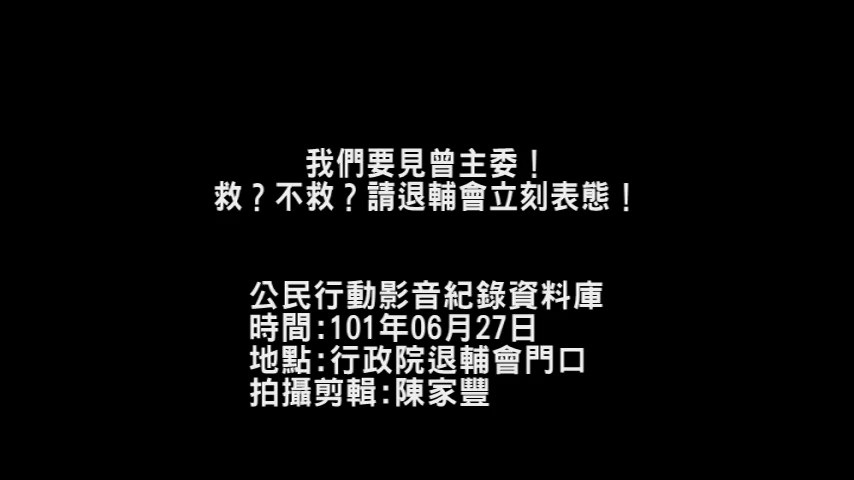 我們要見曾主委！
救？不救？請退輔會立刻表態！
公民行動影音紀錄資料庫
時間:101年06月27日
地點:行政院退輔會門口
拍攝剪輯:陳家豐